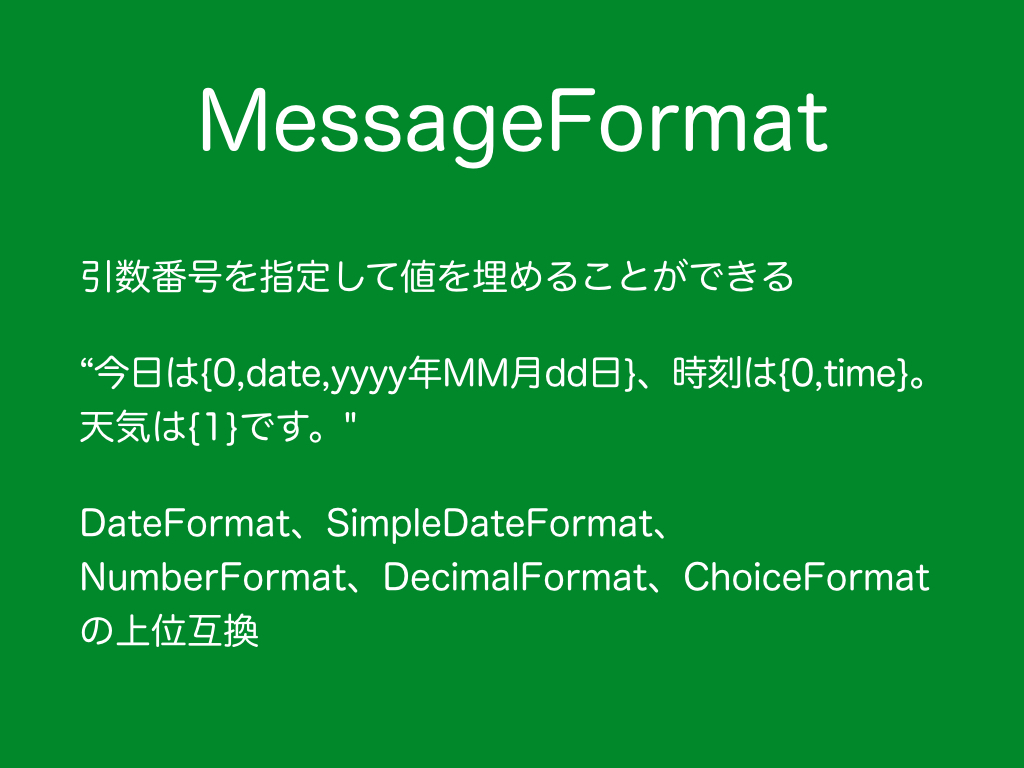 MessageFormat
引数番号を指定して値を埋めることができる
“今日は{0,date,yyyy年MM月dd日}、時刻は{0,time}。
天気は{1}です。"
DateFormat、SimpleDateFormat、
NumberFormat、DecimalFormat、ChoiceFormat
の上位互換